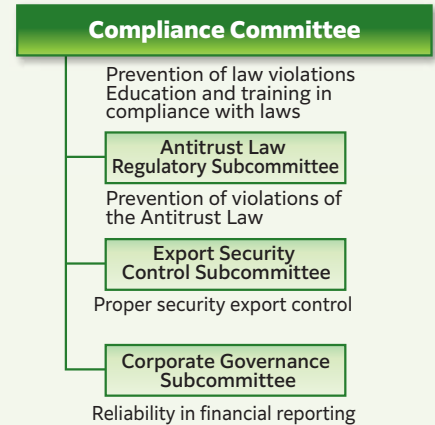 Compliance Committee
Prevention of law violations
Education and training in
compliance with laws
Antitrust Law
Regulatory Subcommittee
Prevention of violations of
the Antitrust Law
Export Security
Control Subcommittee
Proper security export control
Corporate Governance
Subcommittee
Reliability in financial reporting